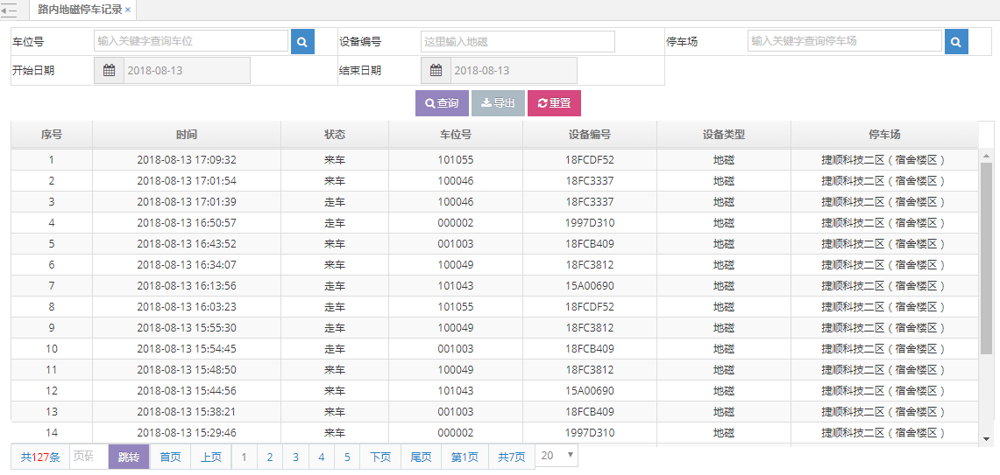 路内地磁停车记录 ×
车位号 输入关键字查询车位 设备编号 这里输入地磁 停车场 输入关键字查询停车场
开始日期 2018-08-13 结束日期 2018-08-13
查询 导出 重置
序号 时间 状态 车位号 设备编号 设备类型 停车场
1 2018-08-13 17:09:32 来车 101055 18FCDF52 地磁 捷顺科技二区（宿舍楼区）
2 2018-08-13 17:01:54 来车 100046 18FC3337 地磁 捷顺科技二区（宿舍楼区）
3 2018-08-13 17:01:39 走车 100046 18FC3337 地磁 捷顺科技二区（宿舍楼区）
4 2018-08-13 16:50:57 走车 000002 1997D310 地磁 捷顺科技二区（宿舍楼区）
5 2018-08-13 16:43:52 来车 001003 18FCB409 地磁 捷顺科技二区（宿舍楼区）
6 2018-08-13 16:34:07 来车 100049 18FC3812 地磁 捷顺科技二区（宿舍楼区）
7 2018-08-13 16:13:56 走车 101043 15A00690 地磁 捷顺科技二区（宿舍楼区）
8 2018-08-13 16:03:23 走车 101055 18FCDF52 地磁 捷顺科技二区（宿舍楼区）
9 2018-08-13 15:55:30 走车 100049 18FC3812 地磁 捷顺科技二区（宿舍楼区）
10 2018-08-13 15:54:45 走车 001003 18FCB409 地磁 捷顺科技二区（宿舍楼区）
11 2018-08-13 15:48:50 来车 100049 18FC3812 地磁 捷顺科技二区（宿舍楼区）
12 2018-08-13 15:44:56 来车 101043 15A00690 地磁 捷顺科技二区（宿舍楼区）
13 2018-08-13 15:38:21 来车 001003 18FCB409 地磁 捷顺科技二区（宿舍楼区）
14 2018-08-13 15:29:46 来车 000002 1997D310 地磁 捷顺科技二区（宿舍楼区）
共127条 页码 跳转 首页 上页 1 2 3 4 5 下页 尾页 第1页 共7页 20